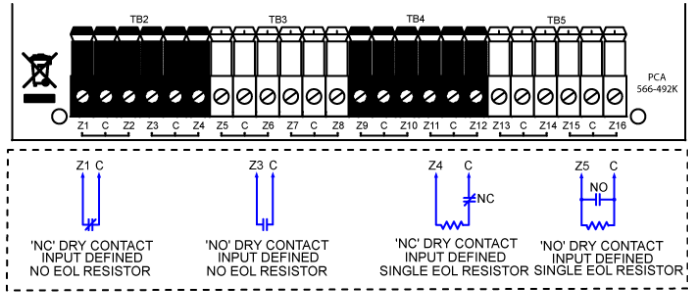 TB2 TB3 TB4 TB5
PCA
566-492K
Z1 C Z2 Z3 C Z4 Z5 C Z6 Z7 C Z8 Z9 C Z10 Z11 C Z12 Z13 C Z14 Z15 C Z16
Z1 C
'NC' DRY CONTACT
INPUT DEFINED
NO EOL RESISTOR
Z3 C
'NO' DRY CONTACT
INPUT DEFINED
NO EOL RESISTOR
Z4 C
NC
'NC' DRY CONTACT
INPUT DEFINED
SINGLE EOL RESISTOR
Z5 C
NO
'NO' DRY CONTACT
INPUT DEFINED
SINGLE EOL RESISTOR